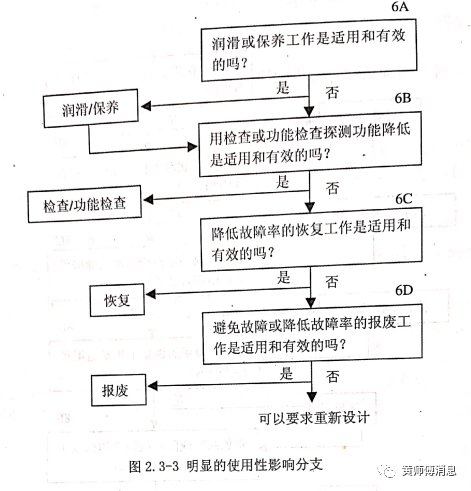 6A
润滑或保养工作是适用和有效
的吗?
是 否
润滑/保养
6B
用检查或功能检查探测功能降低
是适用和有效的吗?
是 否
检查/功能检查
6C
降低故障率的恢复工作是适用和
有效的吗?
是 否
恢复
6D
避免故障或降低故障率的报废工
作是适用和有效的吗?
是 否
报废
可以要求重新设计
图 2.3-3 明显的使用性影响分支
黄师傅消息